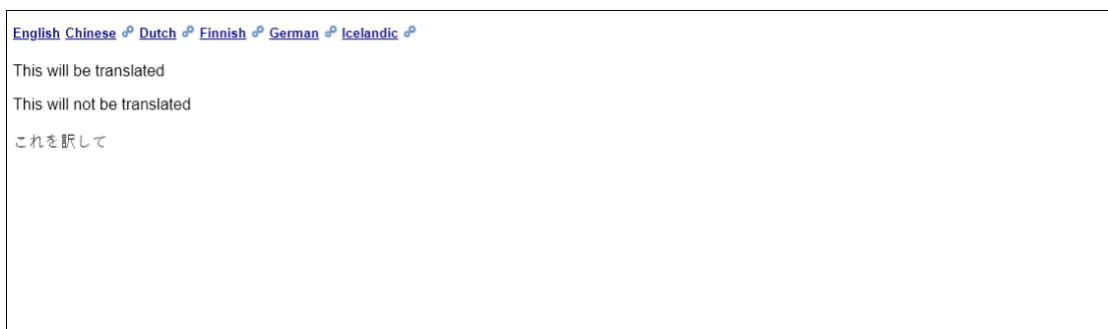 English Chinese Dutch Finnish German Icelandic
This will be translated
This will not be translated
これを訳して